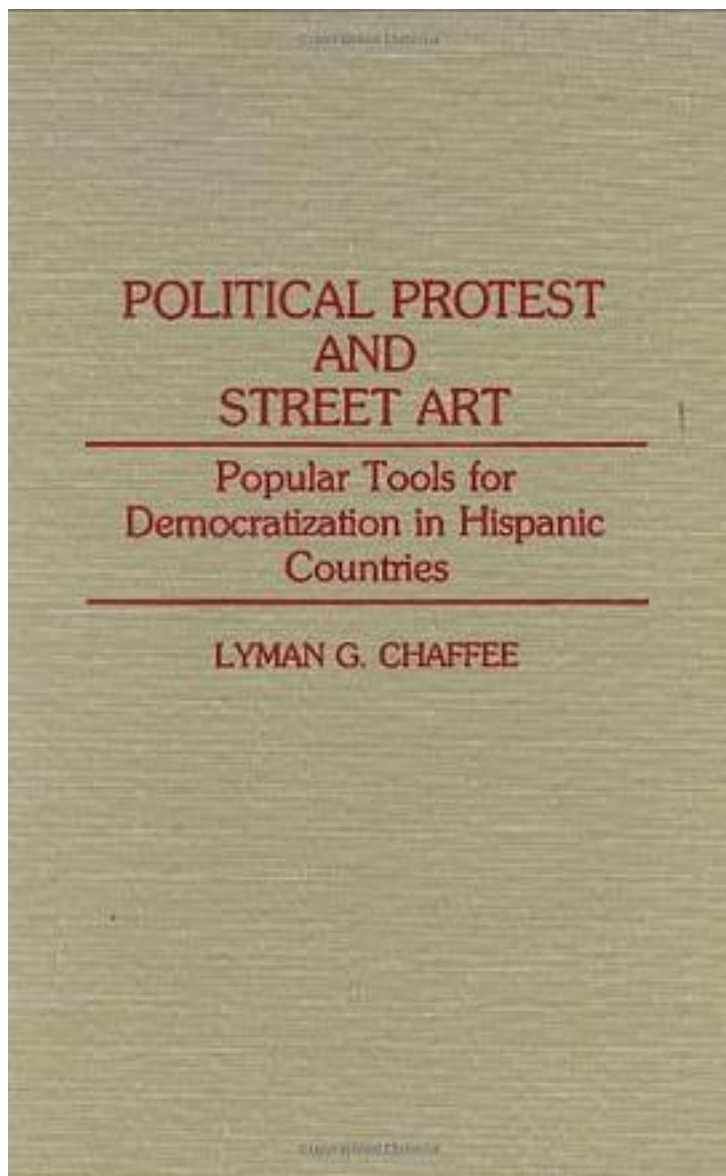 POLITICAL PROTEST
AND
STREET ART
Popular Tools for
Democratization in Hispanic
Countries
LYMAN G. CHAFFEE